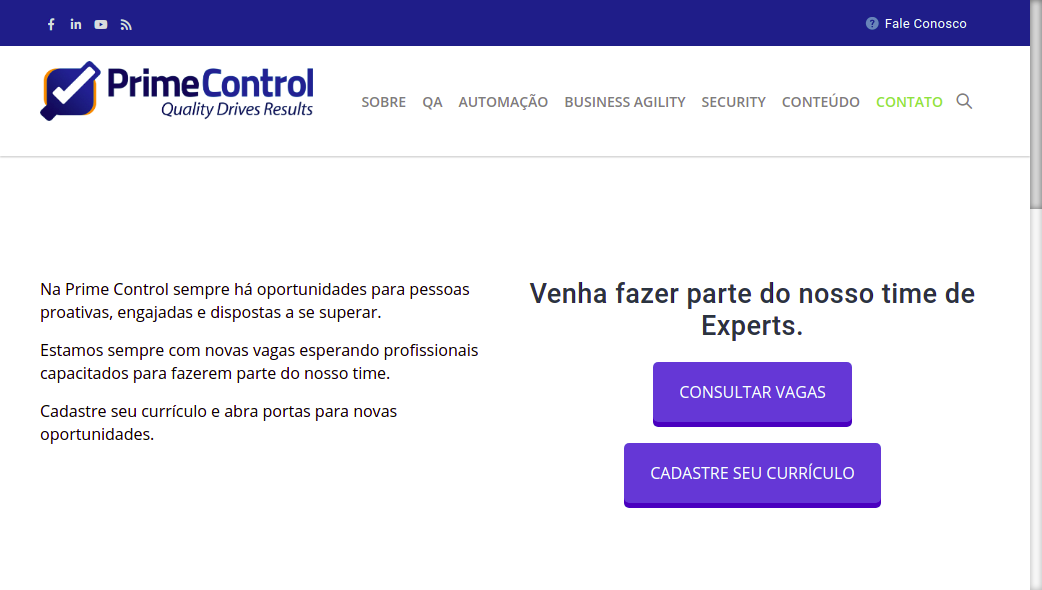 Fale Conosco
PrimeControl
Quality Drives Results
SOBRE QA AUTOMAÇÃO BUSINESS AGILITY SECURITY CONTEÚDO CONTATO
Na Prime Control sempre há oportunidades para pessoas
proativas, engajadas e dispostas a se superar.
Estamos sempre com novas vagas esperando profissionais
capacitados para fazerem parte do nosso time.
Cadastre seu currículo e abra portas para novas
oportunidades.
Venha fazer parte do nosso time de
Experts.
CONSULTAR VAGAS
CADASTRE SEU CURRÍCULO